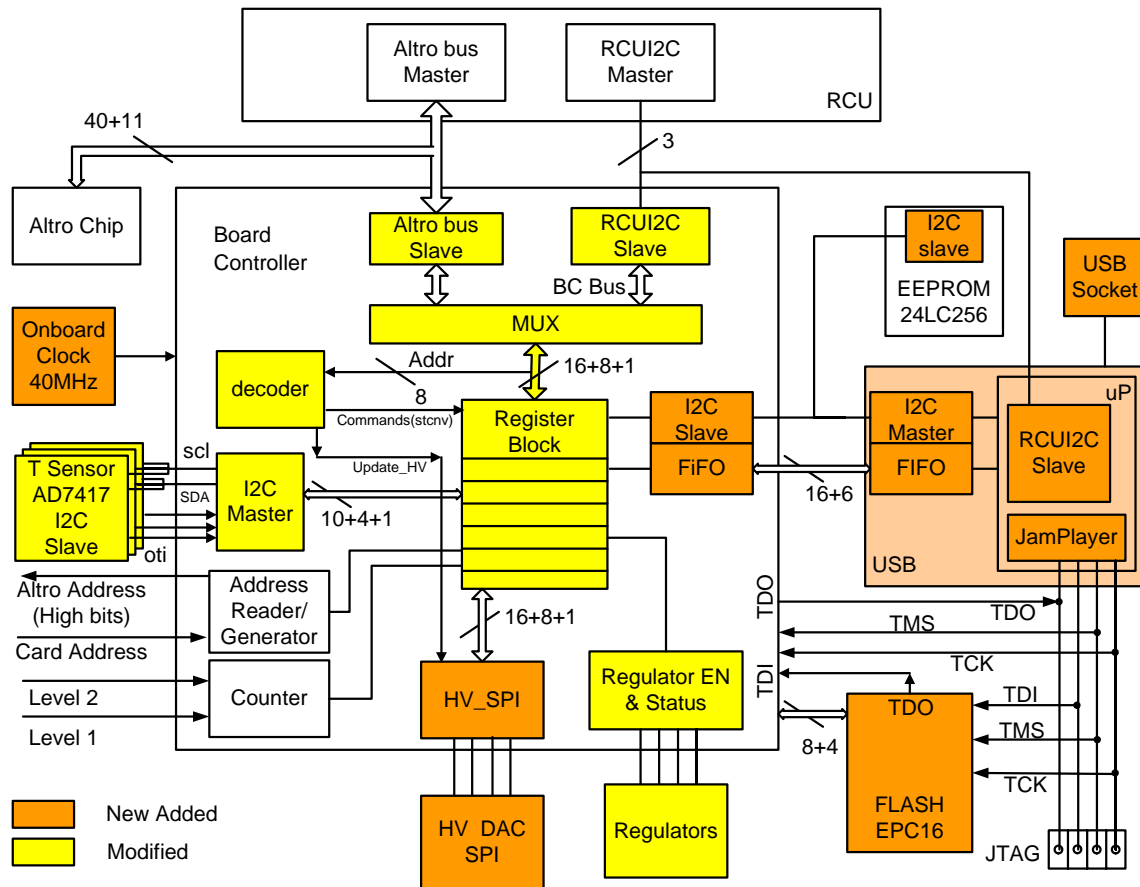 Altro bus
Master
RCUI2C
Master
RCU
40+11
3
Altro Chip
Board
Controller
Altro bus
Slave
RCUI2C
Slave
I2C
slave
EEPROM
24LC256
USB
Socket
BC Bus
MUX
Onboard
Clock
40MHz
decoder
Addr
8
16+8+1
Commands(stcnv)
Update_HV
Register
Block
I2C
Slave
FiFO
16+6
I2C
Master
FIFO
uP
RCUI2C
Slave
JamPlayer
USB
T Sensor
AD7417
I2C
Slave
scl
SDA
oti
I2C
Master
10+4+1
Altro Address
(High bits)
Card Address
Address
Reader/
Generator
Level 2
Level 1
Counter
16+8+1
HV_SPI
Regulator EN
& Status
TDO
TDI
TDO
TMS
TCK
TDO
TDI
TMS
TCK
8+4
FLASH
EPC16
HV_DAC
SPI
Regulators
JTAG
New Added
Modified